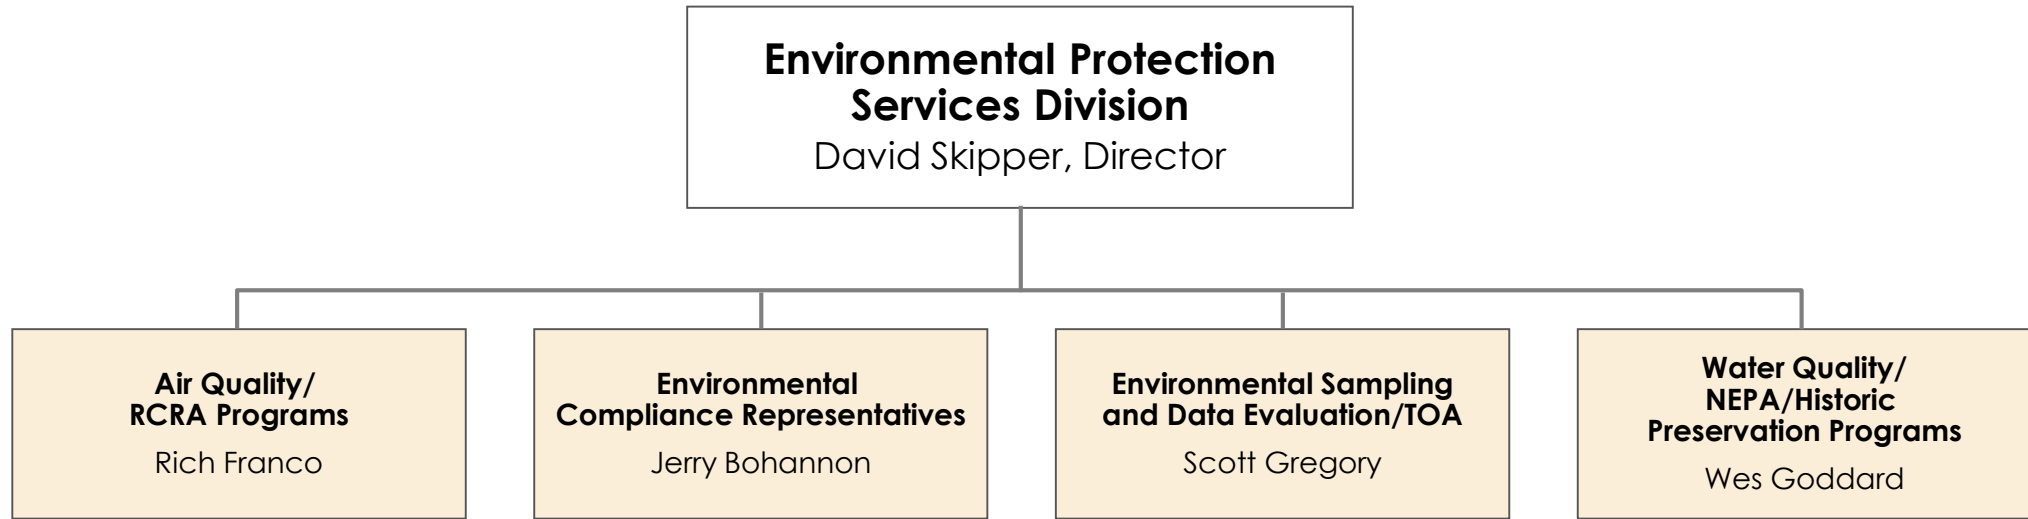 Environmental Protection
Services Division
David Skipper, Director
Air Quality/
RCRA Programs
Rich Franco
Environmental
Compliance Representatives
Jerry Bohannon
Environmental Sampling
and Data Evaluation/TOA
Scott Gregory
Water Quality/
NEPA/Historic
Preservation Programs
Wes Goddard